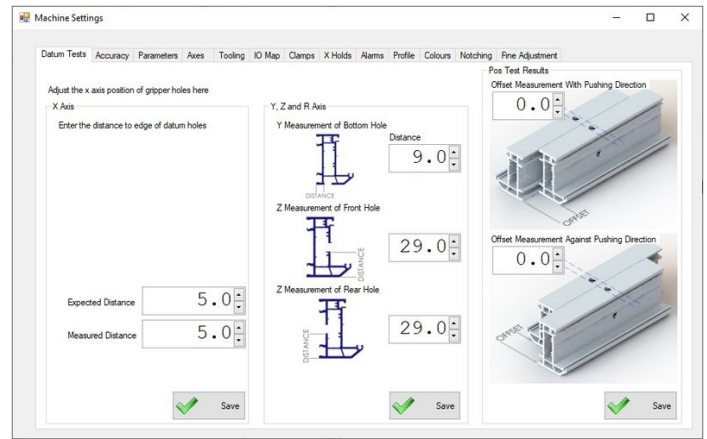 Machine Settings
Datum Tests Accuracy Parameters Axes Tooling IO Map Clamps X Holds Alarms Profile Colours Notching Fine Adjustment
Adjust the x axis position of gripper holes here
X Axis
Enter the distance to edge of datum holes
Expected Distance 5.0
Measured Distance 5.0
Save
Y, Z and R Axis
Y Measurement of Bottom Hole
Distance
9.0
DISTANCE
Z Measurement of Front Hole
29.0
DISTANCE
Z Measurement of Rear Hole
29.0
DISTANCE
Save
Pos Test Results
Offset Measurement With Pushing Direction
0.0
OFFSET
Offset Measurement Against Pushing Direction
0.0
OFFSET
Save